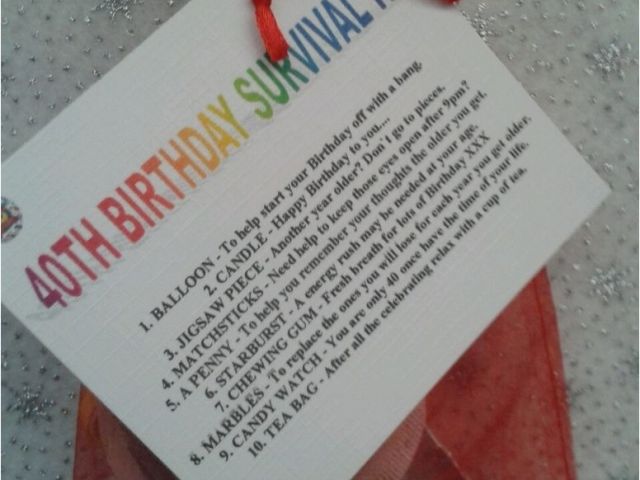 40TH BIRTHDAY SURVIVAL
1. BALLOON - To help start your Birthday off with a bang.
2. CANDLE - Happy Birthday to you....
3. JIGSAW PIECE - Another year older? Don't go to pieces.
4. MATCHSTICKS - Need help to keep those eyes open after 9pm?
5. A PENNY - To help you remember your thoughts the older you get.
6. STARBURST - A energy rush may be needed at your age.
7. CHEWING GUM - Fresh breath for lots of Birthday XXX
8. MARBLES - To replace the ones you will lose for each year you get older.
9. CANDY WATCH - You are only 40 once have the time of your life.
10. TEA BAG - After all the celebrating relax with a cup of tea.